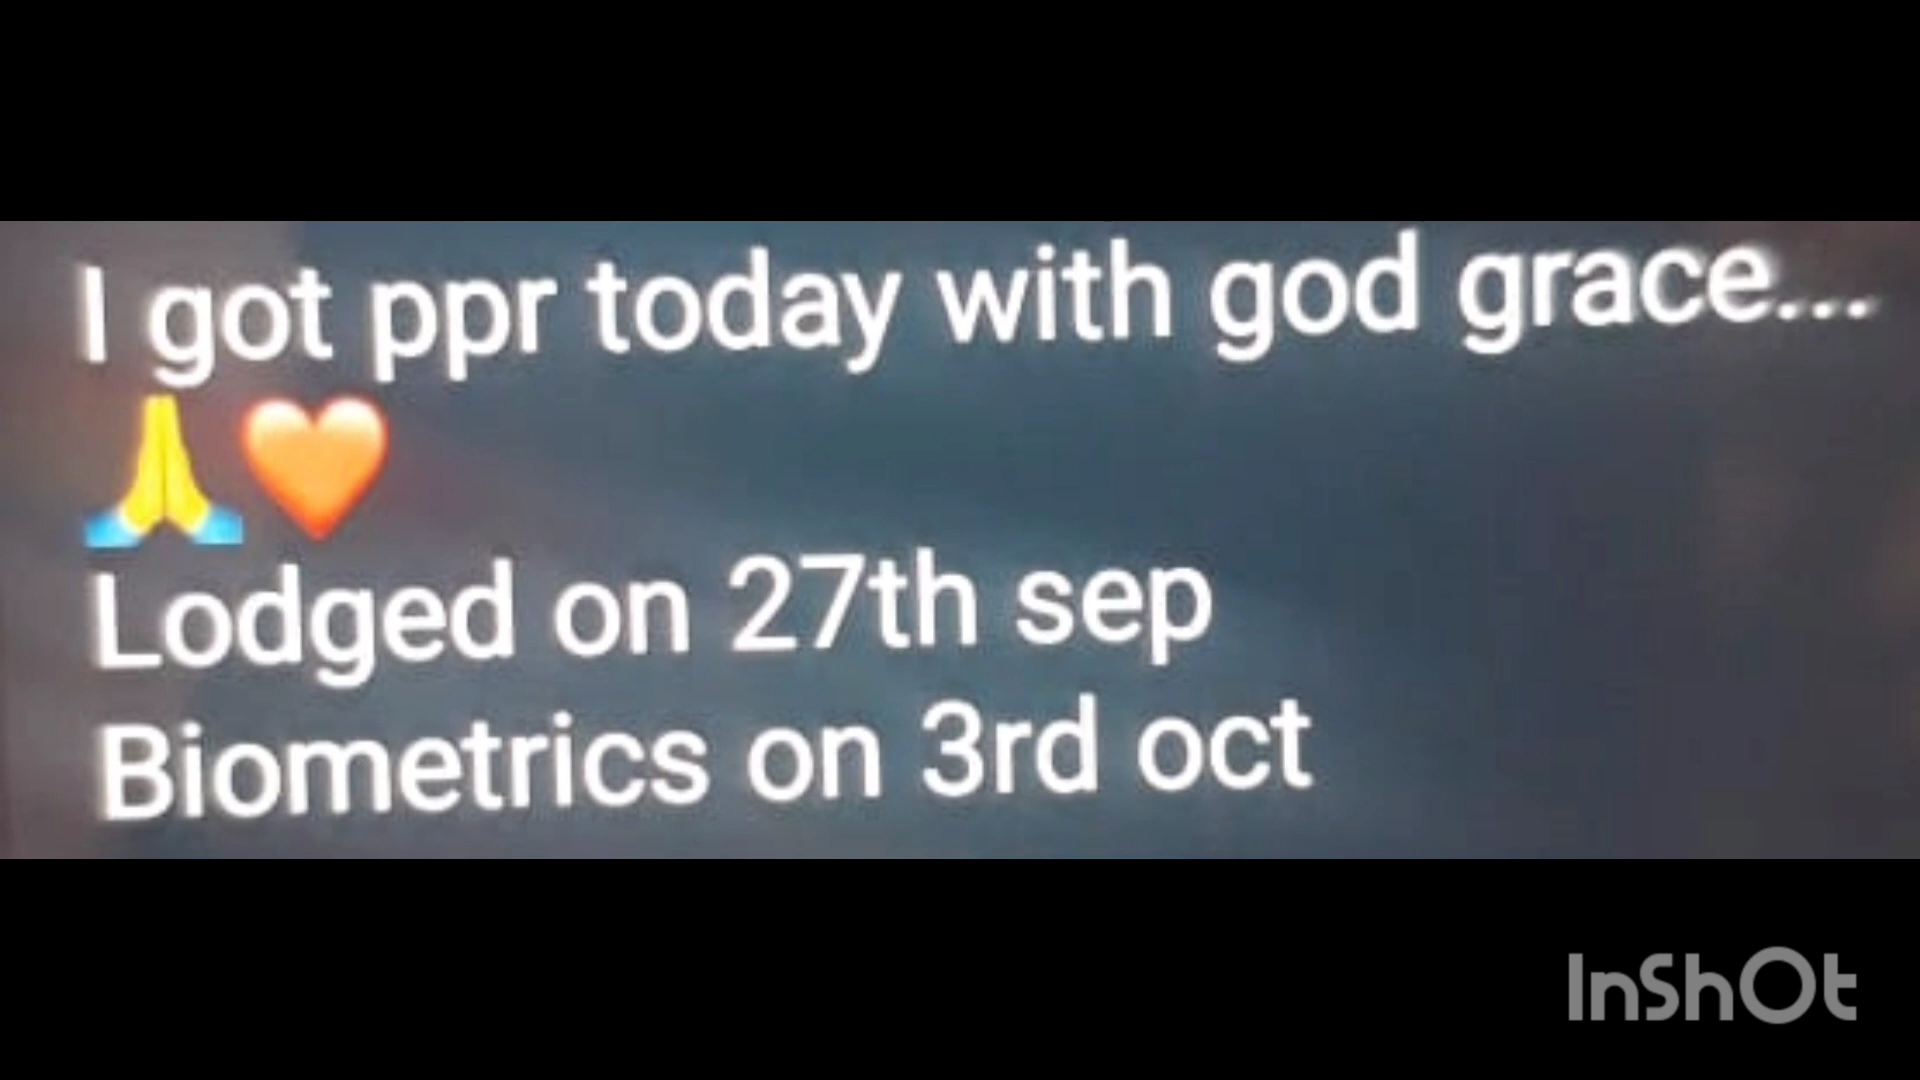 I got ppr today with god grace...
🙏❤️
Lodged on 27th sep
Biometrics on 3rd oct
InShOt